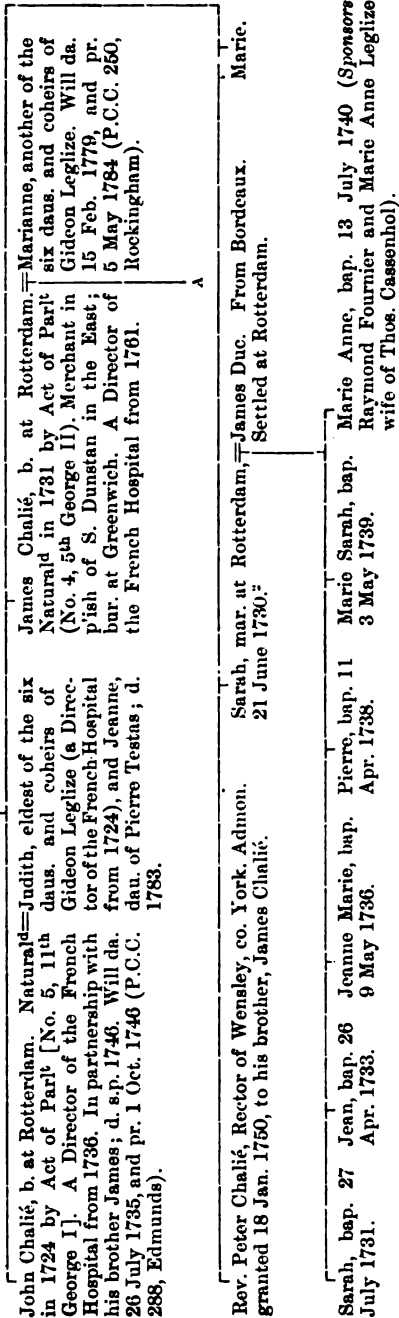 John Chalié, b. at Rotterdam. Naturalᵈ=Judith, eldest of the six
in 1724 by Act of Parlᵗ [No. 5, 11ᵗʰ daus. and coheirs of
George I]. A Director of the French Gideon Leglize (a Direc-
Hospital from 1736. In partnership with tor of the French Hospital
his brother James; d. s.p. 1746. Will da. from 1724), and Jeanne,
26 July 1735, and pr. 1 Oct. 1746 (P.C.C. dau. of Pierre Testas; d.
288, Edmunds). 1783.
James Chalié, b. at Rotterdam.=Marianne, another of the
Naturalᵈ in 1731 by Act of Parlᵗ six daus. and coheirs of
(No. 4, 5ᵗʰ George II). Merchant in Gideon Leglize. Will da.
p'ish of S. Dunstan in the East; 15 Feb. 1779, and pr.
bur. at Greenwich. A Director of 5 May 1784 (P.C.C. 250,
the French Hospital from 1761. Rockingham).
A
Rev. Peter Chalié, Rector of Wensley, co. York. Admon.
granted 18 Jan. 1750, to his brother, James Chalié.
Sarah, mar. at Rotterdam,=James Duc. From Bordeaux.
21 June 1730.² Settled at Rotterdam.
Marie.
Sarah, bap. 27
July 1731.
Jean, bap. 26
Apr. 1733.
Jeanne Marie, bap.
9 May 1736.
Pierre, bap. 11
Apr. 1738.
Marie Sarah, bap.
3 May 1739.
Marie Anne, bap. 13 July 1740 (Sponsors
Raymond Fournier and Marie Anne Leglize
wife of Thos. Cassenhol).